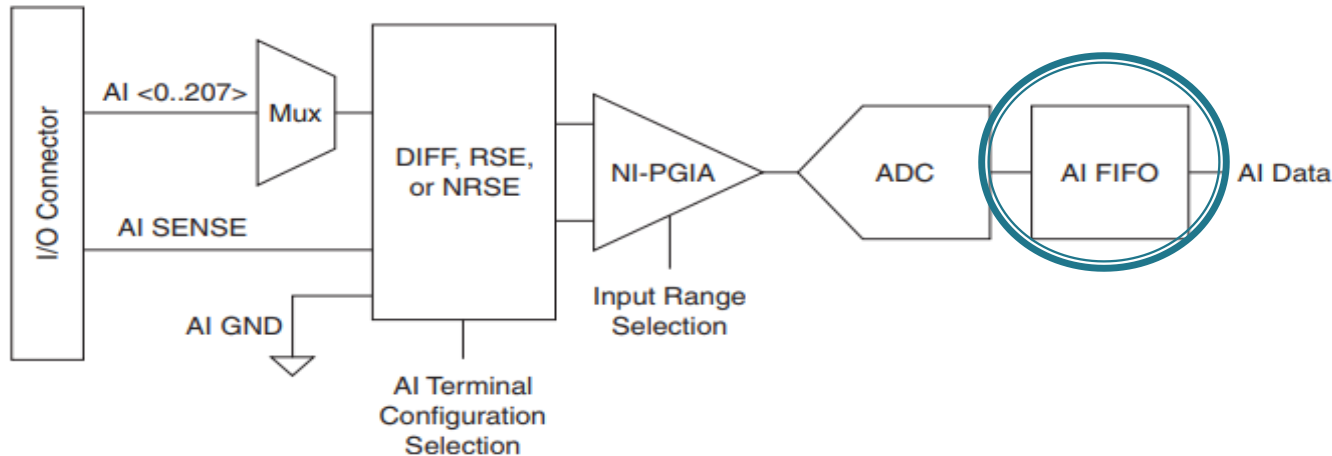 I/O Connector
AI <0..207>
Mux
AI SENSE
AI GND
DIFF, RSE,
or NRSE
AI Terminal
Configuration
Selection
NI-PGIA
Input Range
Selection
ADC
AI FIFO
AI Data